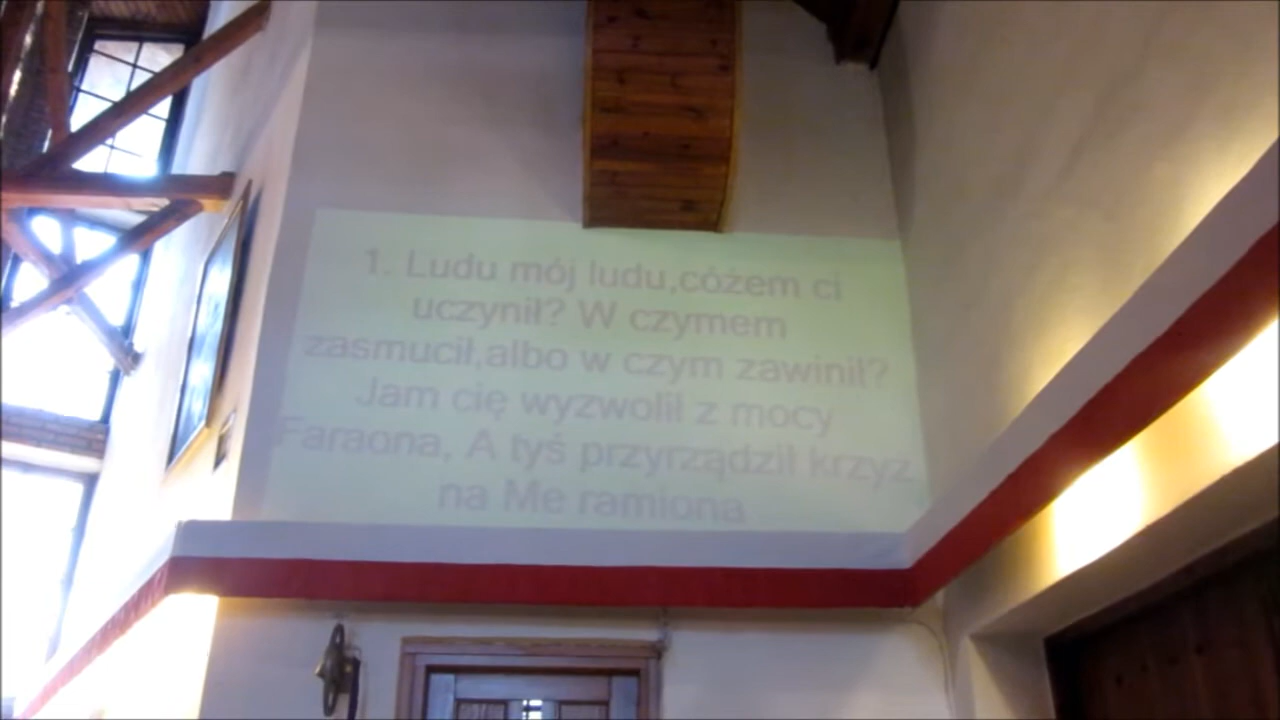 1. Ludu mój ludu,cóżem ci
uczynił? W czymem
zasmucił,albo w czym zawinił?
Jam cię wyzwolił z mocy
Faraona, A tyś przyrządził krzyż
na Me ramiona